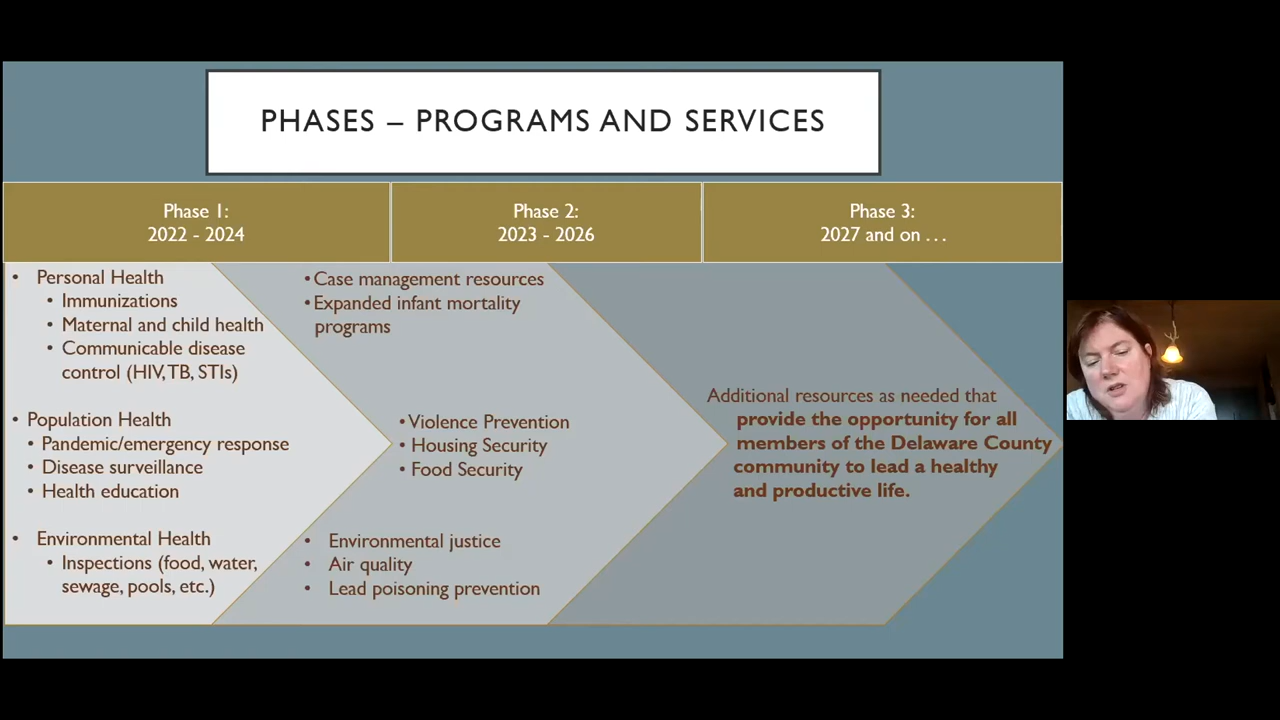 PHASES – PROGRAMS AND SERVICES
Phase 1:
2022 - 2024
Phase 2:
2023 - 2026
Phase 3:
2027 and on . . .
• Personal Health
• Immunizations
• Maternal and child health
• Communicable disease
control (HIV, TB, STIs)
• Population Health
• Pandemic/emergency response
• Disease surveillance
• Health education
• Environmental Health
• Inspections (food, water,
sewage, pools, etc.)
• Case management resources
• Expanded infant mortality
programs
• Violence Prevention
• Housing Security
• Food Security
• Environmental justice
• Air quality
• Lead poisoning prevention
Additional resources as needed that
provide the opportunity for all
members of the Delaware County
community to lead a healthy
and productive life.